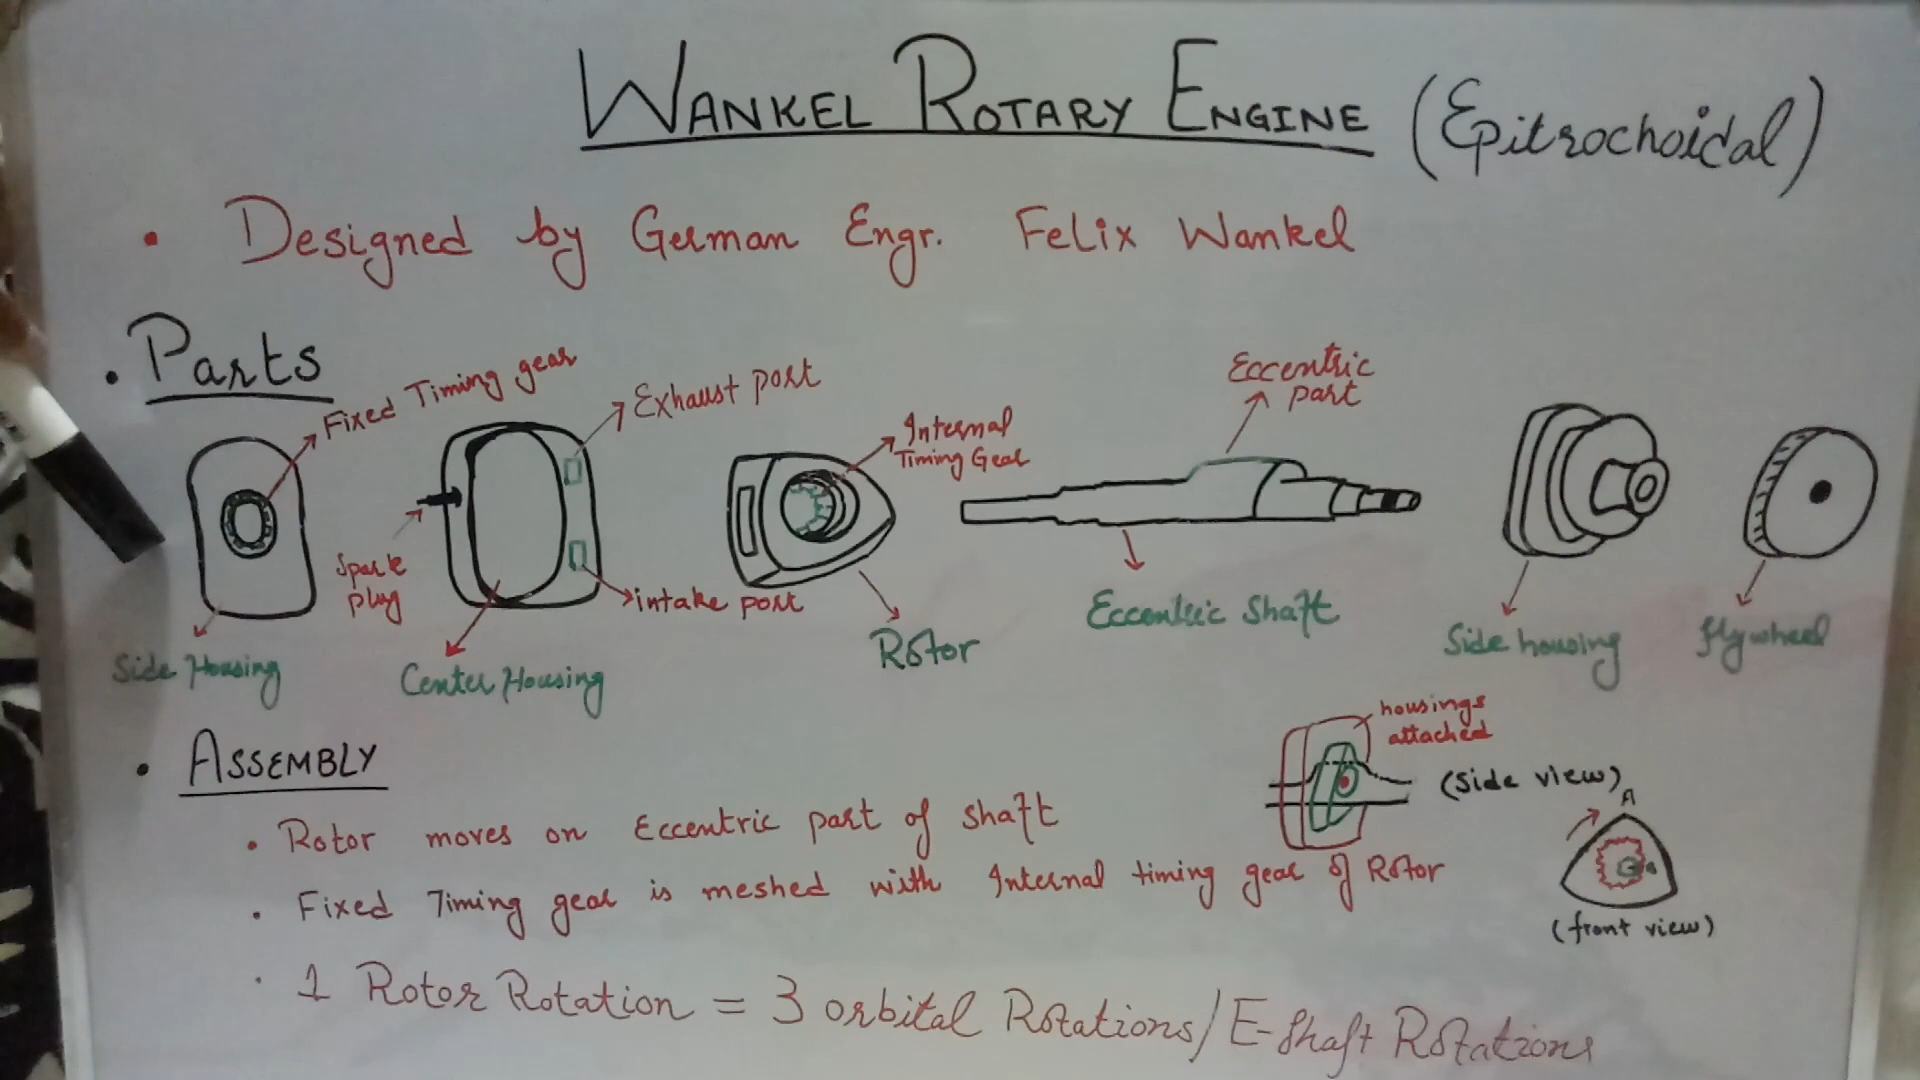 WANKEL ROTARY ENGINE (Epitrochoidal)
• Designed by German Engr. Felix Wankel
• Parts
Fixed Timing gear
Exhaust port
Internal
Timing Gear
Eccentric
part
Spark
plug
intake port
Side Housing
Center Housing
Rotor
Eccentric Shaft
Side housing
flywheel
• ASSEMBLY
housings
attached
(Side view)
A
• Rotor moves on Eccentric part of shaft
• Fixed Timing gear is meshed with Internal timing gear of Rotor
(front view)
• 1 Rotor Rotation = 3 orbital Rotations/E-Shaft Rotations